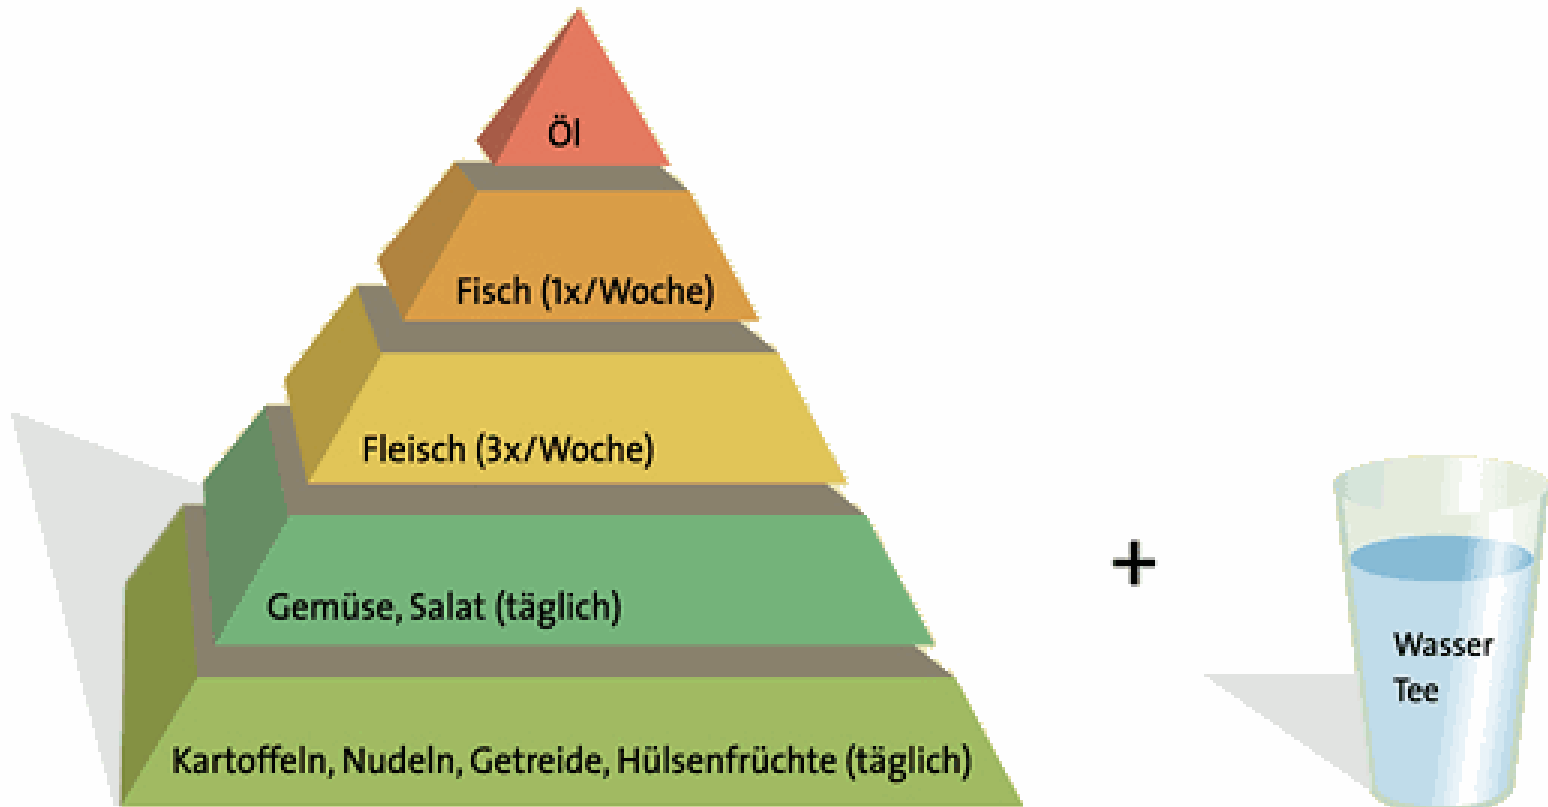 Öl
Fisch (1x/Woche)
Fleisch (3x/Woche)
Gemüse, Salat (täglich)
Kartoffeln, Nudeln, Getreide, Hülsenfrüchte (täglich)
+
Wasser
Tee